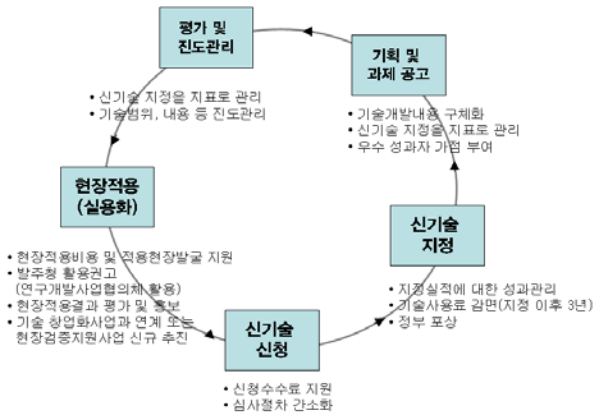 평가 및
진도관리
• 신기술 지정을 지표로 관리
• 기술범위, 내용 등 진도관리
기획 및
과제 공고
• 기술개발내용 구체화
• 신기술 지정을 지표로 관리
• 우수 성과자 가점 부여
현장적용
(실용화)
• 현장적용비용 및 적용현장발굴 지원
• 발주청 활용권고
(연구개발사업협의체 활용)
• 현장적용결과 평가 및 홍보
• 기술 창업화사업과 연계 또는
현장검증지원사업 신규 추진
신기술
지정
• 지정실적에 대한 성과관리
• 기술사용료 감면(지정 이후 3년)
• 정부 포상
신기술
신청
• 신청수수료 지원
• 심사절차 간소화